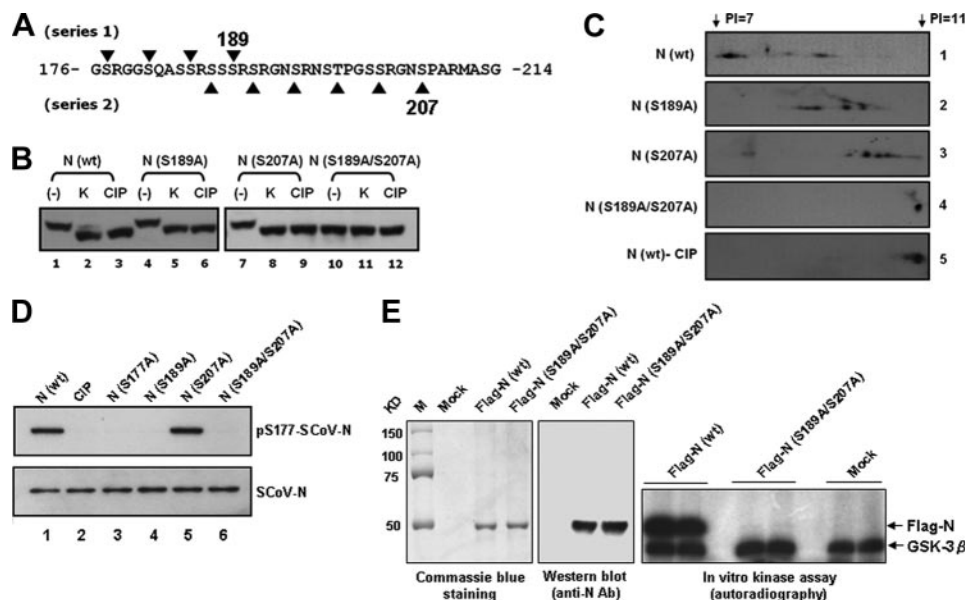 A
(series 1)
189
176- GSRGGSQASSRSSSRSRGNSRNSTPGSSRGNSPARMASG -214
(series 2)
207
B
N (wt) N (S189A) N (S207A) N (S189A/S207A)
(-) K CIP (-) K CIP (-) K CIP (-) K CIP
1 2 3 4 5 6 7 8 9 10 11 12
C
PI=7 PI=11
N (wt) 1
N (S189A) 2
N (S207A) 3
N (S189A/S207A) 4
N (wt)- CIP 5
D
N (wt) CIP N (S177A) N (S189A) N (S207A) N (S189A/S207A)
pS177-SCoV-N
SCoV-N
1 2 3 4 5 6
E
KD M Mock Flag-N (wt) Flag-N (S189A/S207A) Mock Flag-N (wt) Flag-N (S189A/S207A)
150
100
75
50
Flag-N (wt) Flag-N (S189A/S207A) Mock
Flag-N
GSK-3β
Commassie blue
staining
Western blot
(anti-N Ab)
In vitro kinase assay
(autoradiography)